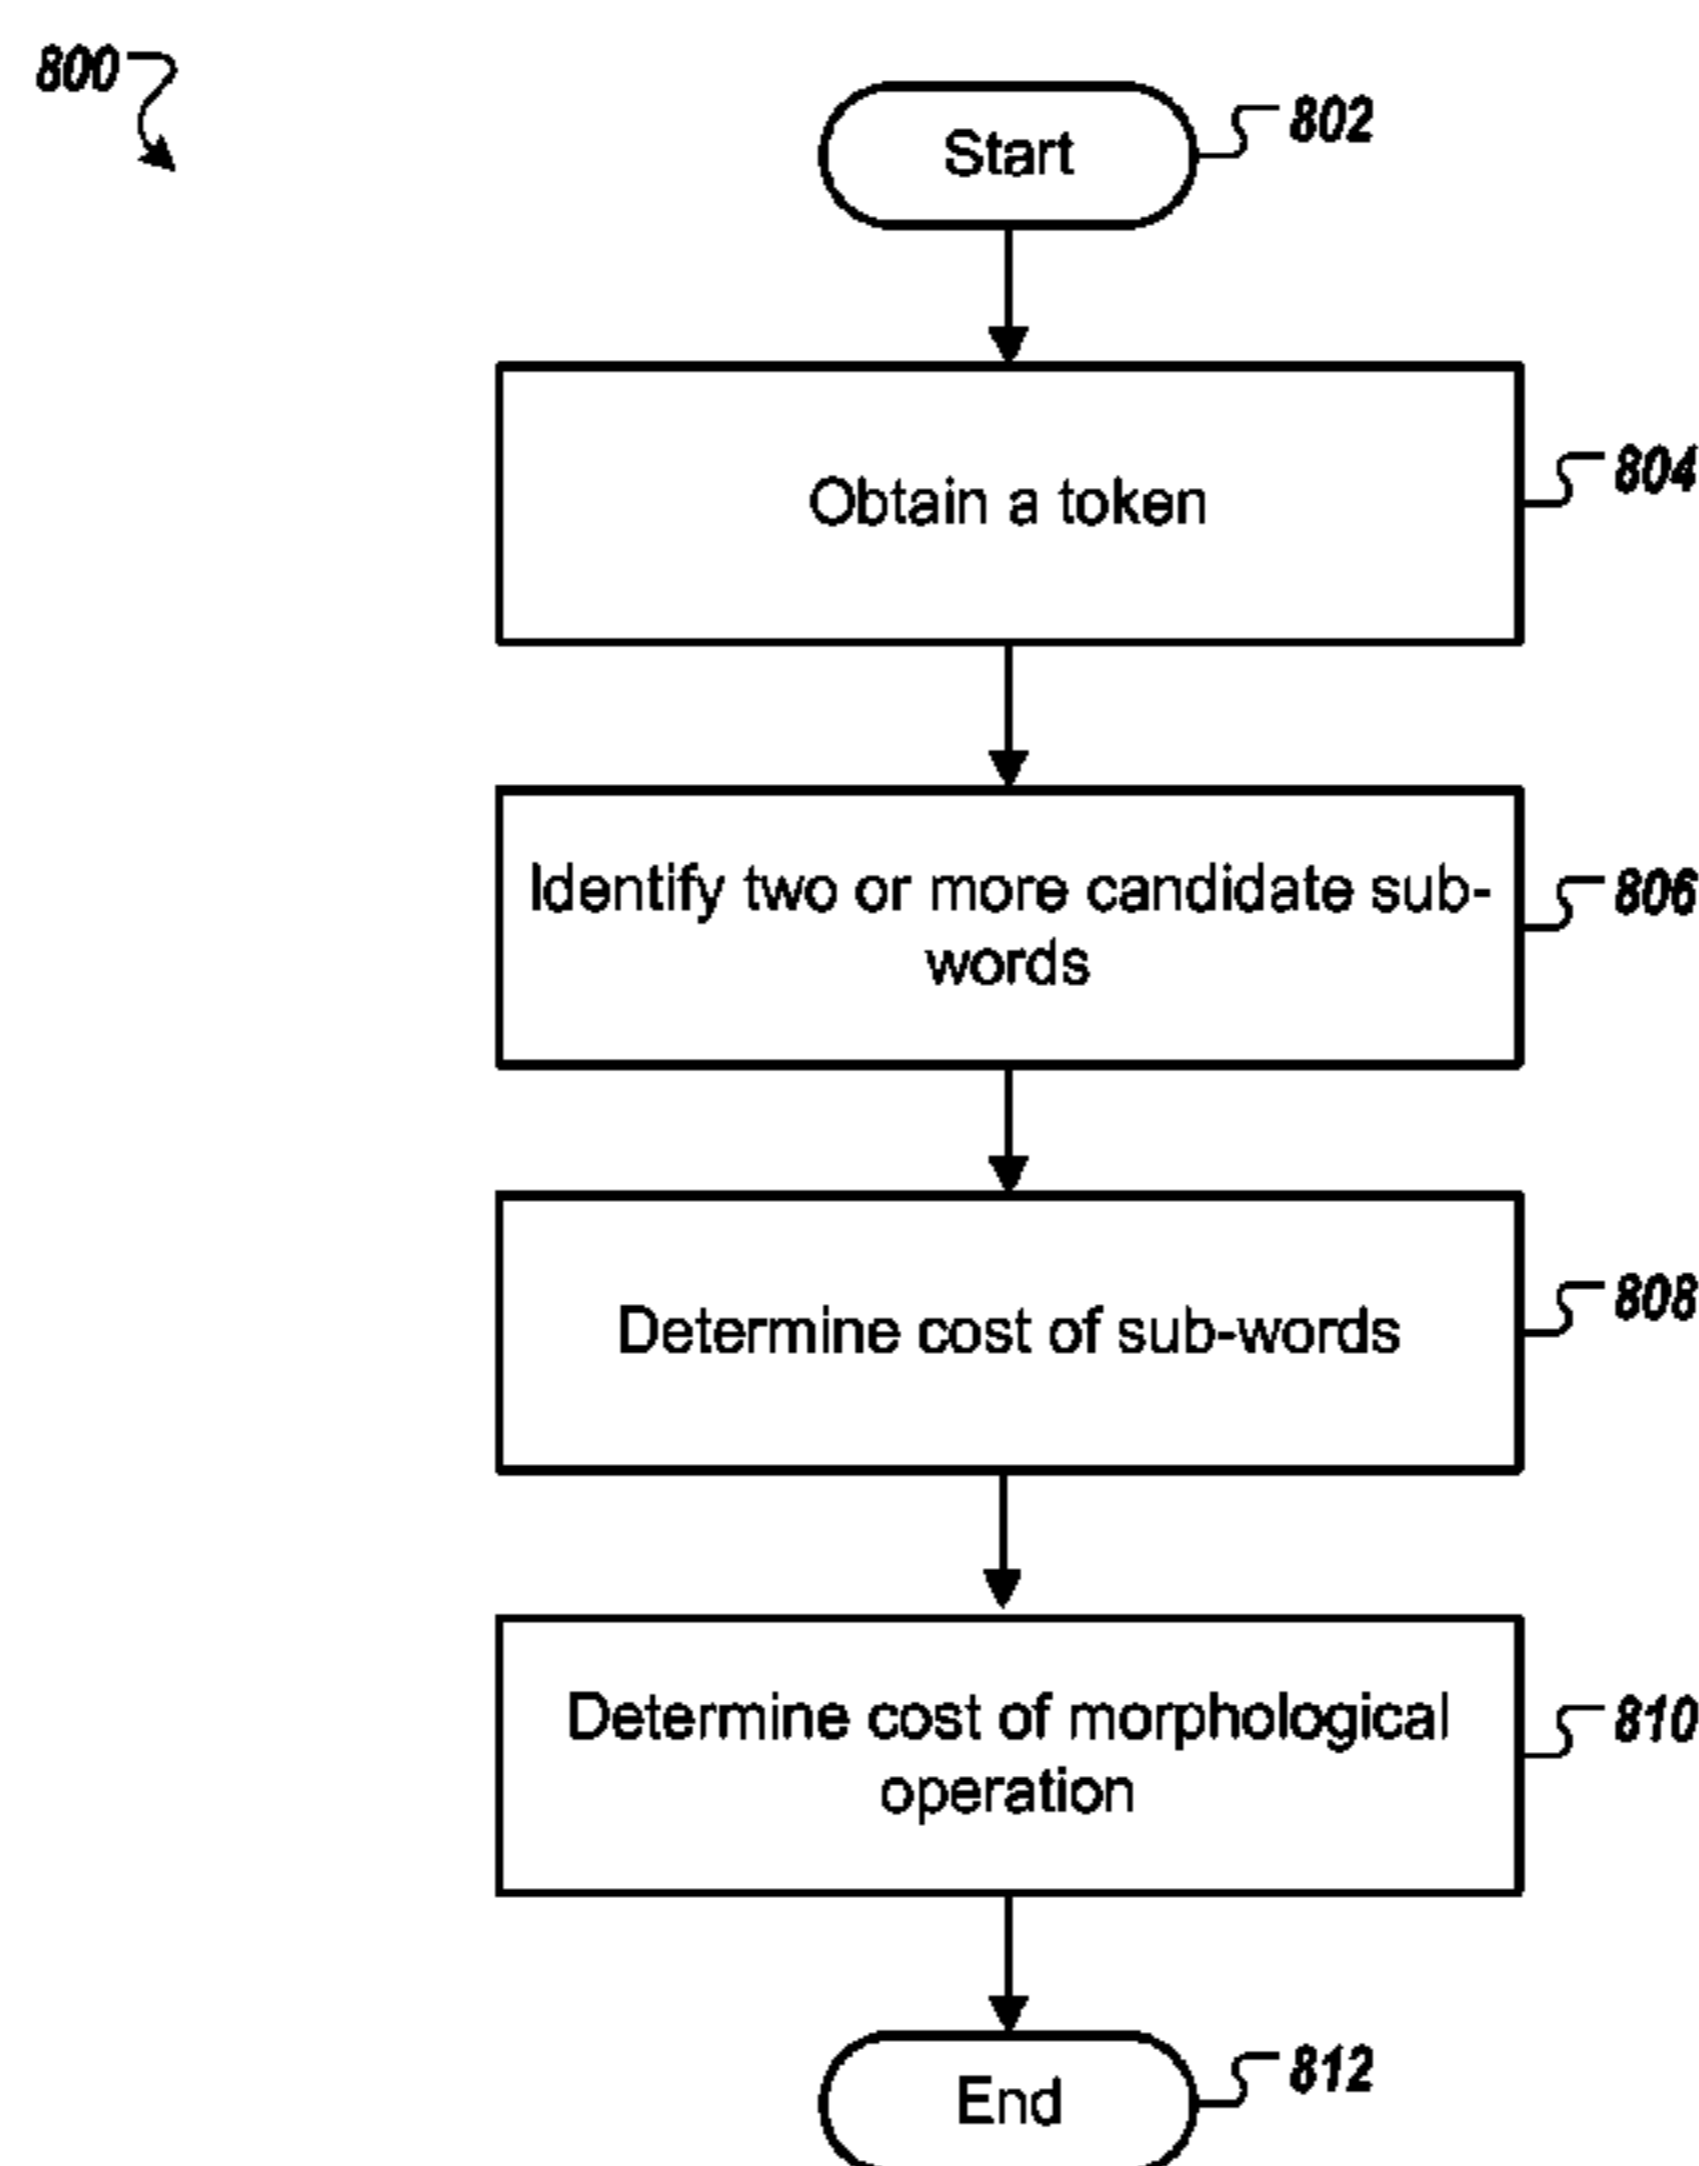 800
Start
802
Obtain a token
804
Identify two or more candidate sub-
words
806
Determine cost of sub-words
808
Determine cost of morphological
operation
810
End
812